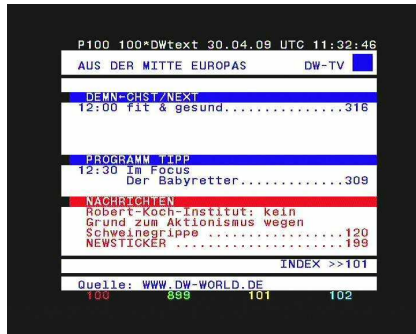 P100 100*DWtext 30.04.09 UTC 11:32:46
AUS DER MITTE EUROPAS DW-TV
DEMN←CHST/NEXT
12:00 fit & gesund...............316
PROGRAMM TIPP
12:30 Im Focus
Der Babyretter.............309
NACHRICHTEN
Robert-Koch-Institut: kein
Grund zum Aktionismus wegen
Schweinegrippe ..................120
NEWSTICKER ......................199
INDEX >>101
Quelle: WWW.DW-WORLD.DE
100 899 101 102